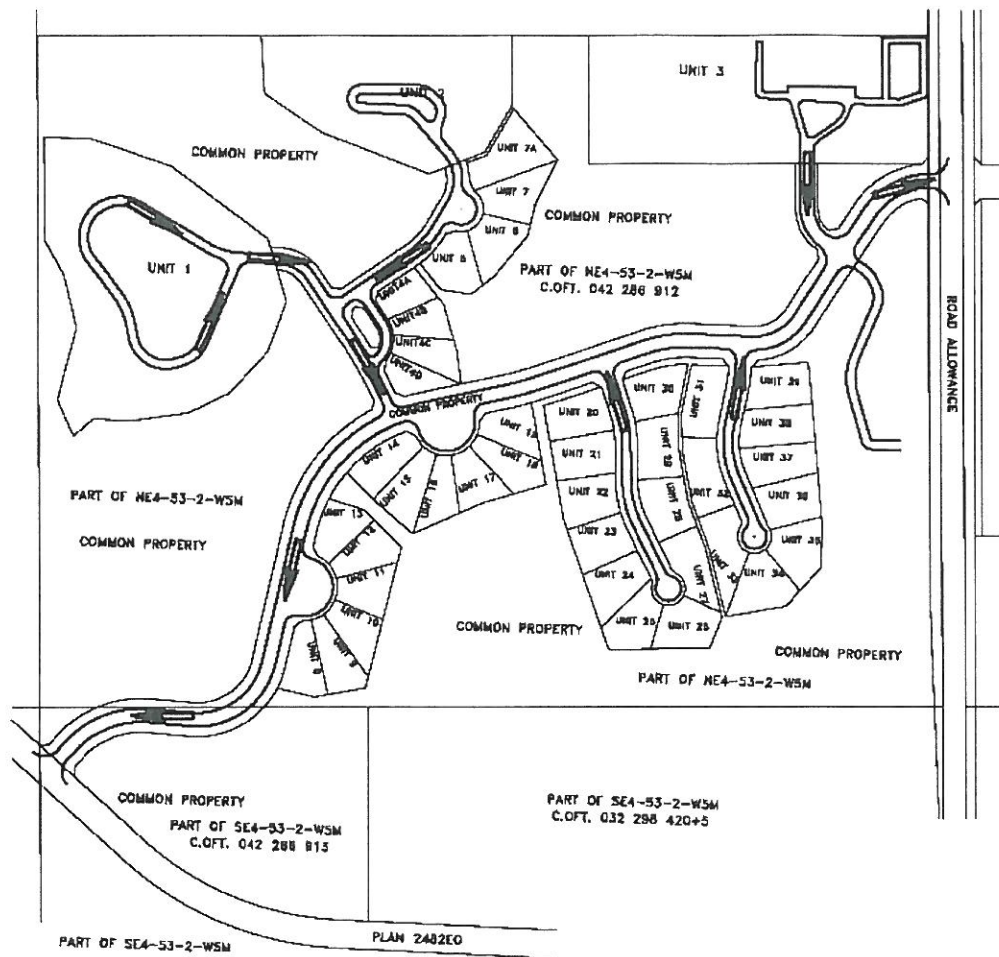 UNIT 3
UNIT 2
UNIT 7A
COMMON PROPERTY
UNIT 7
COMMON PROPERTY
UNIT 6
UNIT 5
UNIT 1
PART OF NE4-53-2-W5M
C.OFT. 042 286 912
UNIT4A
UNIT4B
UNIT4C
UNIT4D
ROAD ALLOWANCE
COMMON PROPERTY
UNIT 30
UNIT 31
UNIT 39
UNIT 20
UNIT 38
UNIT 21
UNIT 29
UNIT 37
UNIT 14
UNIT 15
UNIT 16
UNIT 17
UNIT 18
UNIT 22
UNIT 28
UNIT 32
UNIT 36
PART OF NE4-53-2-W5M
COMMON PROPERTY
UNIT 13
UNIT 12
UNIT 11
UNIT 10
UNIT 9
UNIT 8
UNIT 23
UNIT 35
UNIT 24
UNIT 27
UNIT 33
UNIT 34
UNIT 26
UNIT 25
COMMON PROPERTY
COMMON PROPERTY
PART OF NE4-53-2-W5M
COMMON PROPERTY
PART OF SE4-53-2-W5M
C.OFT. 042 286 913
PART OF SE4-53-2-W5M
C.OFT. 032 298 420+5
PLAN 2482EO
PART OF SE4-53-2-W5M